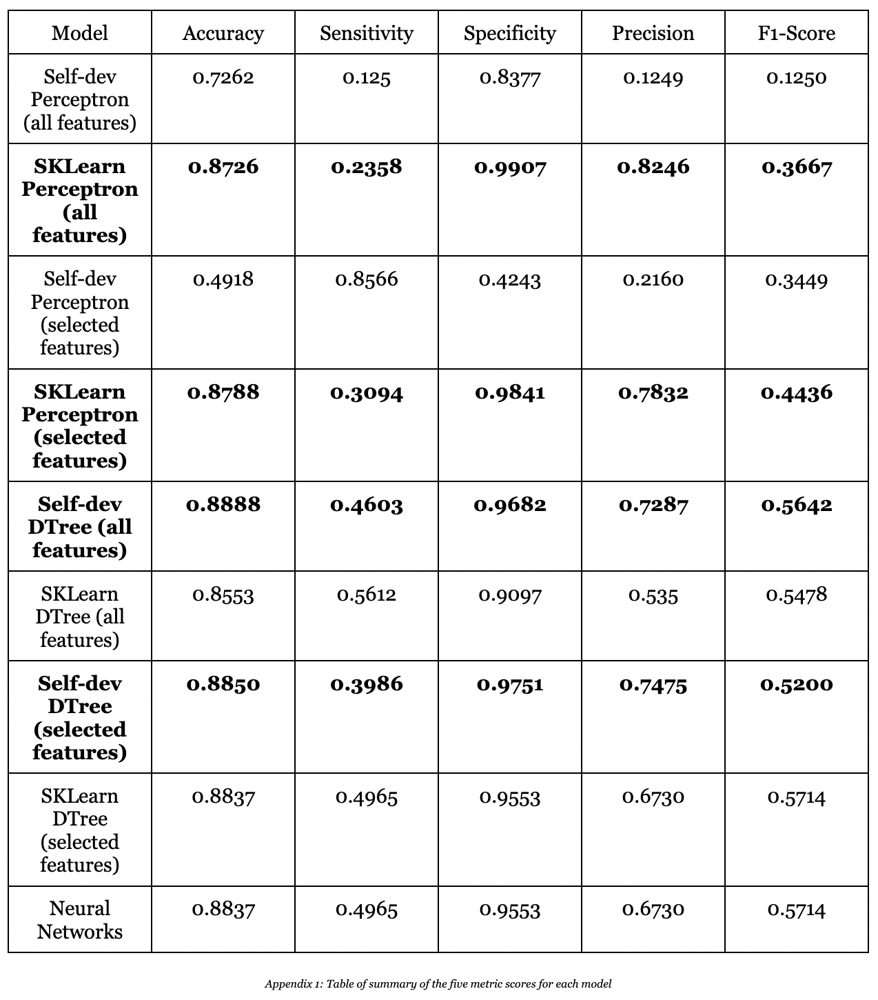 Model Accuracy Sensitivity Specificity Precision F1-Score
Self-dev 0.7262 0.125 0.8377 0.1249 0.1250
Perceptron
(all features)
SKLearn 0.8726 0.2358 0.9907 0.8246 0.3667
Perceptron
(all
features)
Self-dev 0.4918 0.8566 0.4243 0.2160 0.3449
Perceptron
(selected
features)
SKLearn 0.8788 0.3094 0.9841 0.7832 0.4436
Perceptron
(selected
features)
Self-dev 0.8888 0.4603 0.9682 0.7287 0.5642
DTree (all
features)
SKLearn 0.8553 0.5612 0.9097 0.535 0.5478
DTree (all
features)
Self-dev 0.8850 0.3986 0.9751 0.7475 0.5200
DTree
(selected
features)
SKLearn 0.8837 0.4965 0.9553 0.6730 0.5714
DTree
(selected
features)
Neural 0.8837 0.4965 0.9553 0.6730 0.5714
Networks
Appendix 1: Table of summary of the five metric scores for each model